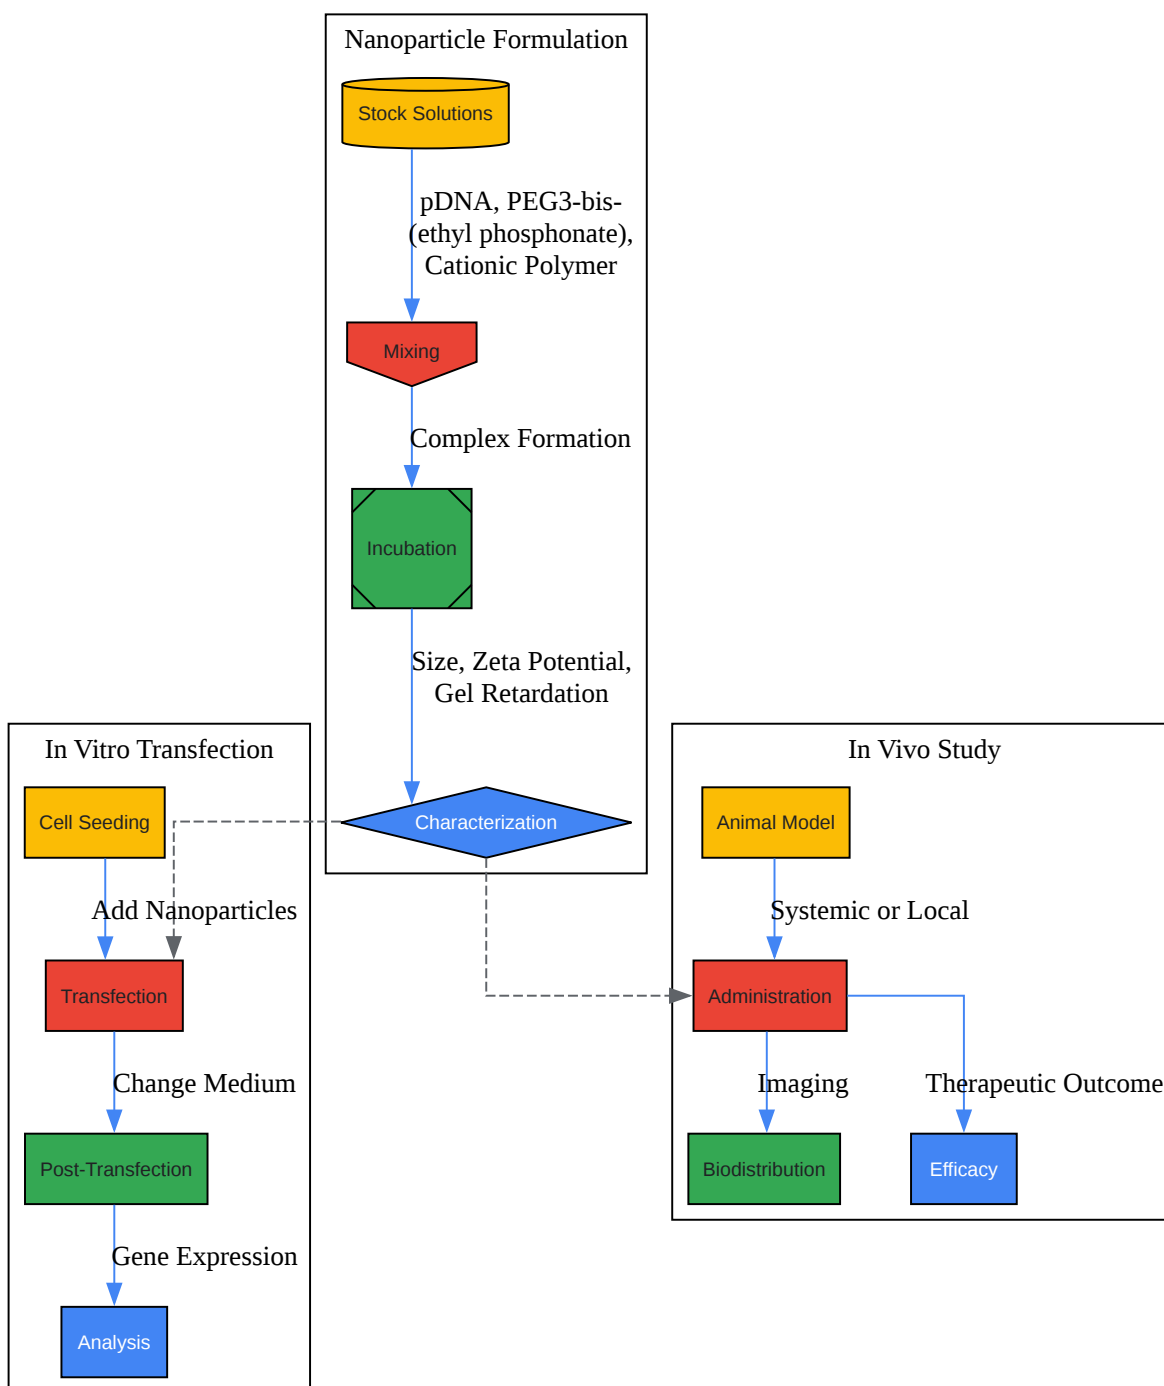 Nanoparticle Formulation
Stock Solutions
pDNA, PEG3-bis-
(ethyl phosphonate),
Cationic Polymer
Mixing
Complex Formation
Incubation
Size, Zeta Potential,
Gel Retardation
Characterization
In Vitro Transfection
Cell Seeding
Add Nanoparticles
Transfection
Change Medium
Post-Transfection
Gene Expression
Analysis
In Vivo Study
Animal Model
Systemic or Local
Administration
Imaging
Therapeutic Outcome
Biodistribution
Efficacy